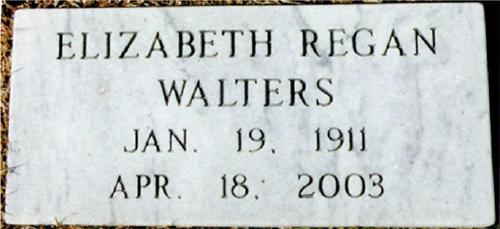 ELIZABETH REGAN
WALTERS
JAN. 19, 1911
APR. 18, 2003